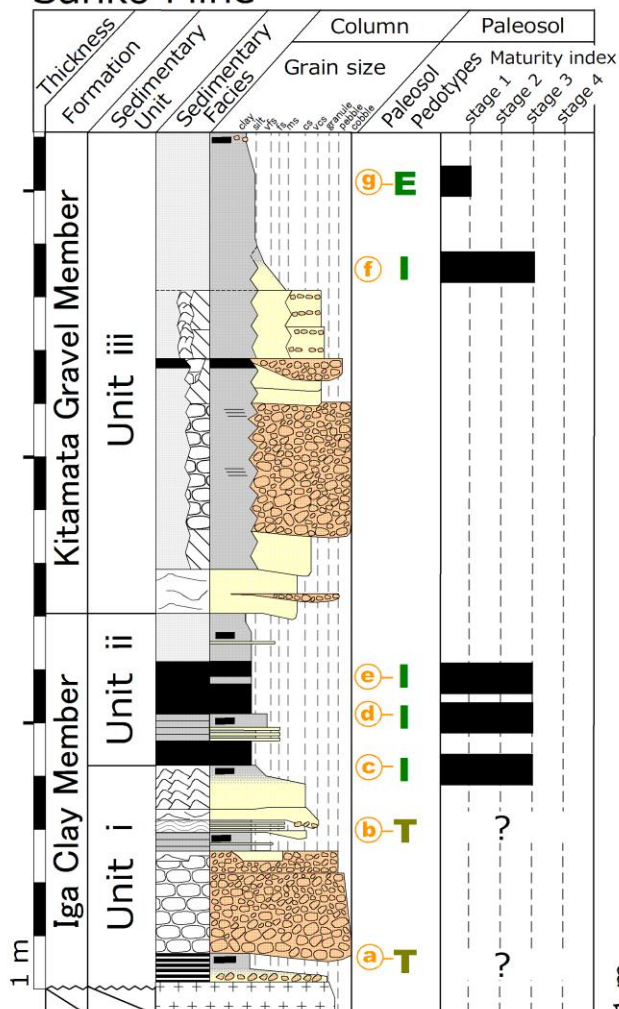 Sanko Mine
Column
Paleosol
Thickness
Formation
Sedimentary
Unit
Sedimentary
Facies
Grain size
Paleosol
Pedotypes
Maturity index
stage 1
stage 2
stage 3
stage 4
clay
silt
vfs
fs
ms
cs
vcs
granule
pebble
cobble
Kitamata Gravel Member
Unit iii
g E
f I
Iga Clay Member
Unit ii
e I
d I
c I
Unit i
b T ?
a T ?
1 m